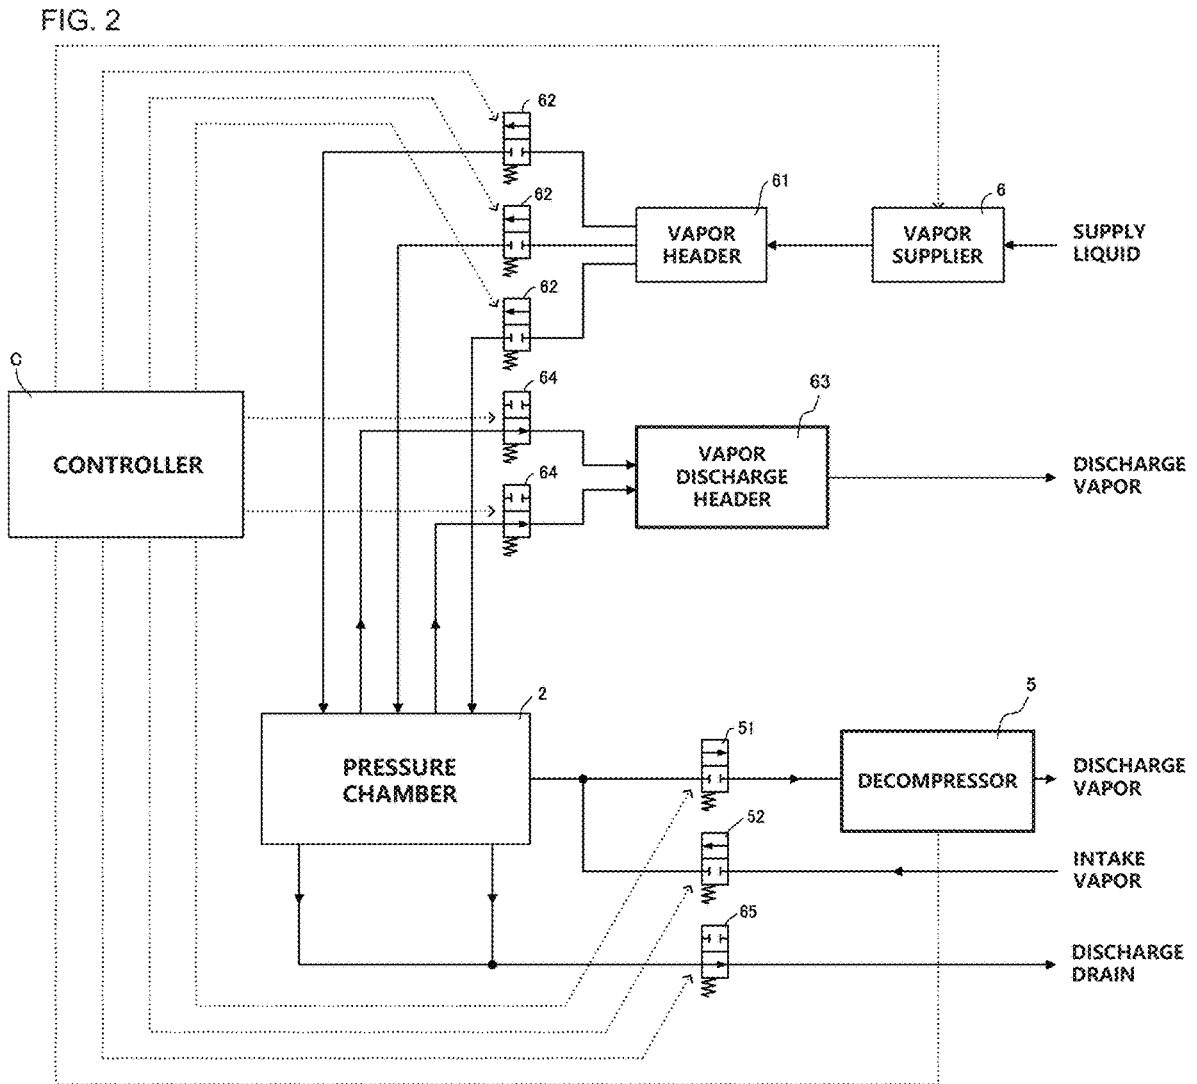 FIG. 2
62
62
61
6
VAPOR
HEADER
VAPOR
SUPPLIER
SUPPLY
LIQUID
62
C
64
63
CONTROLLER
VAPOR
DISCHARGE
HEADER
DISCHARGE
VAPOR
64
2
51
5
PRESSURE
CHAMBER
DECOMPRESSOR
DISCHARGE
VAPOR
52
INTAKE
VAPOR
65
DISCHARGE
DRAIN